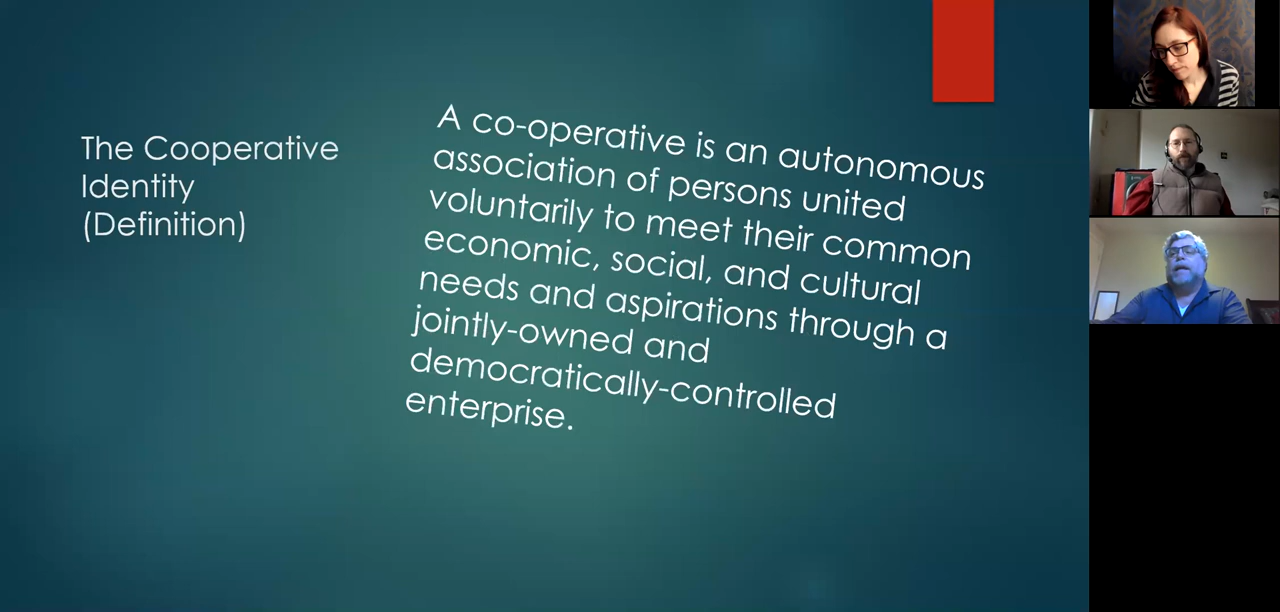 The Cooperative
Identity
(Definition)
A co-operative is an autonomous
association of persons united
voluntarily to meet their common
economic, social, and cultural
needs and aspirations through a
jointly-owned and
democratically-controlled
enterprise.